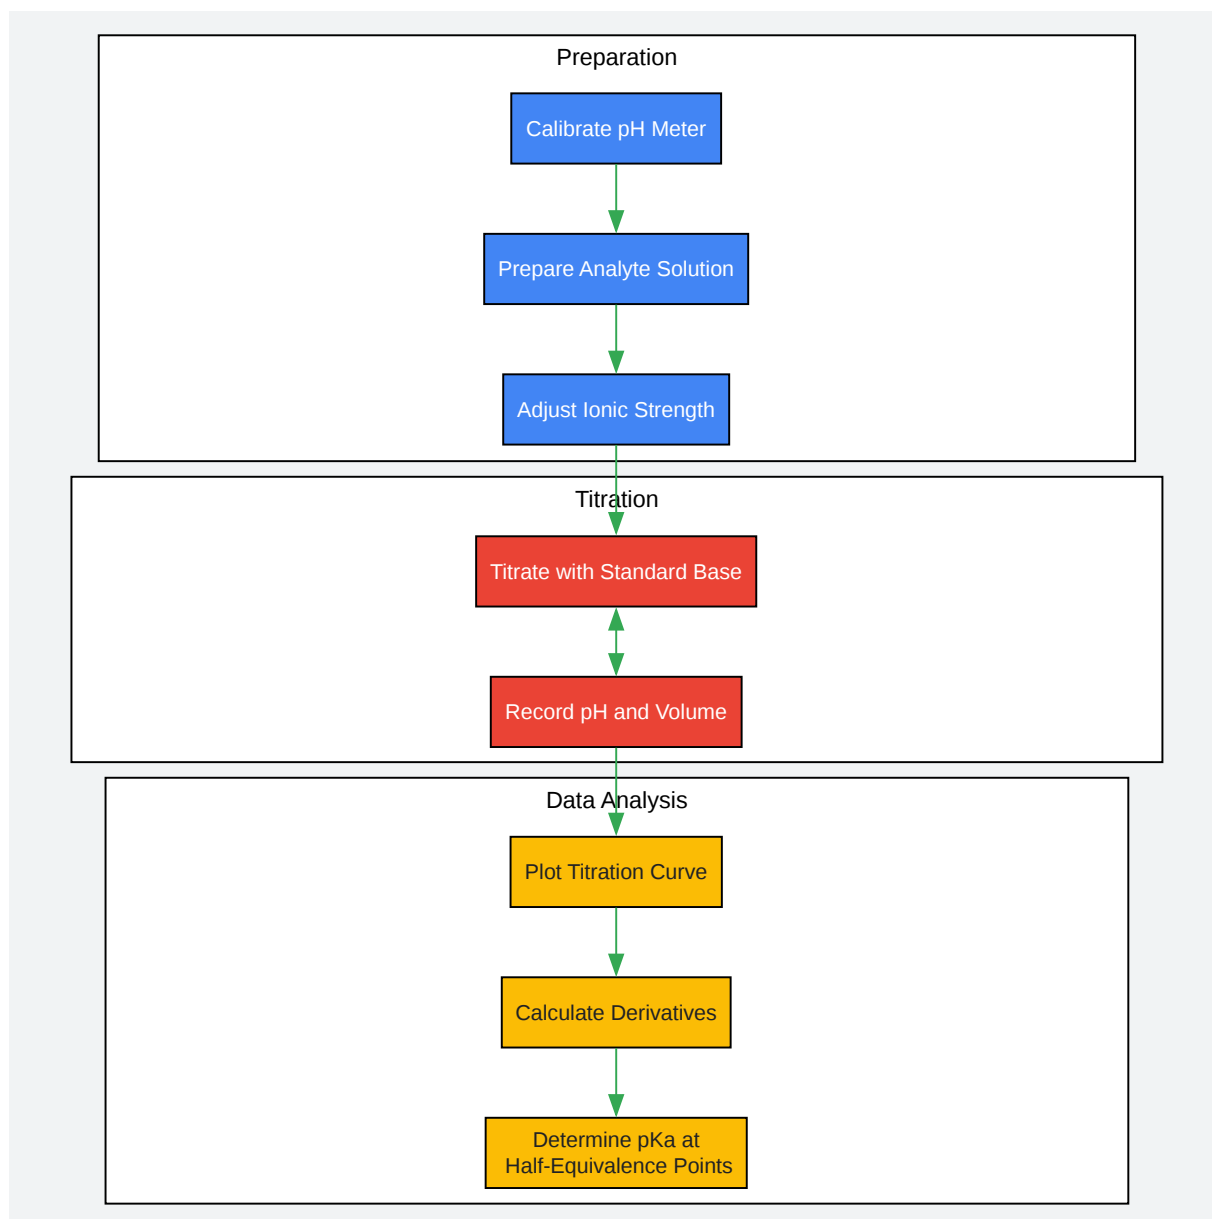 Preparation
Calibrate pH Meter
Prepare Analyte Solution
Adjust Ionic Strength
Titration
Titrate with Standard Base
Record pH and Volume
Data Analysis
Plot Titration Curve
Calculate Derivatives
Determine pKa at
Half-Equivalence Points